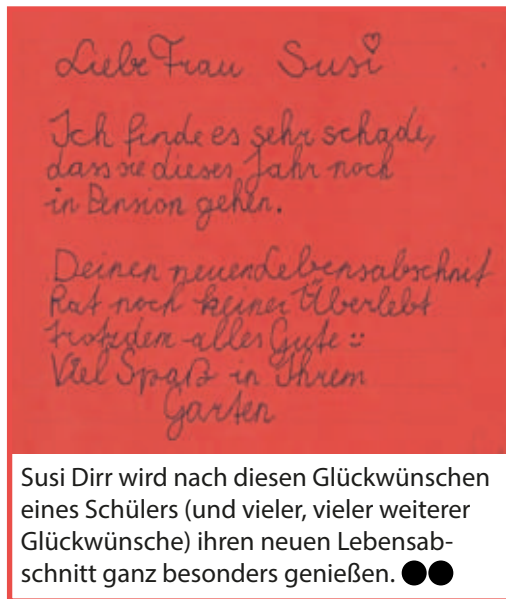 Liebe Frau Susi
Ich finde es sehr schade,
dass sie dieses Jahr noch
in Pension gehen.
Deinen neuen Lebensabschnit
hat noch keiner Überlebt
trotzdem alles Gute :)
Viel Spaß in Ihrem
Garten
Susi Dirr wird nach diesen Glückwünschen
eines Schülers (und vieler, vieler weiterer
Glückwünsche) ihren neuen Lebensab-
schnitt ganz besonders genießen.